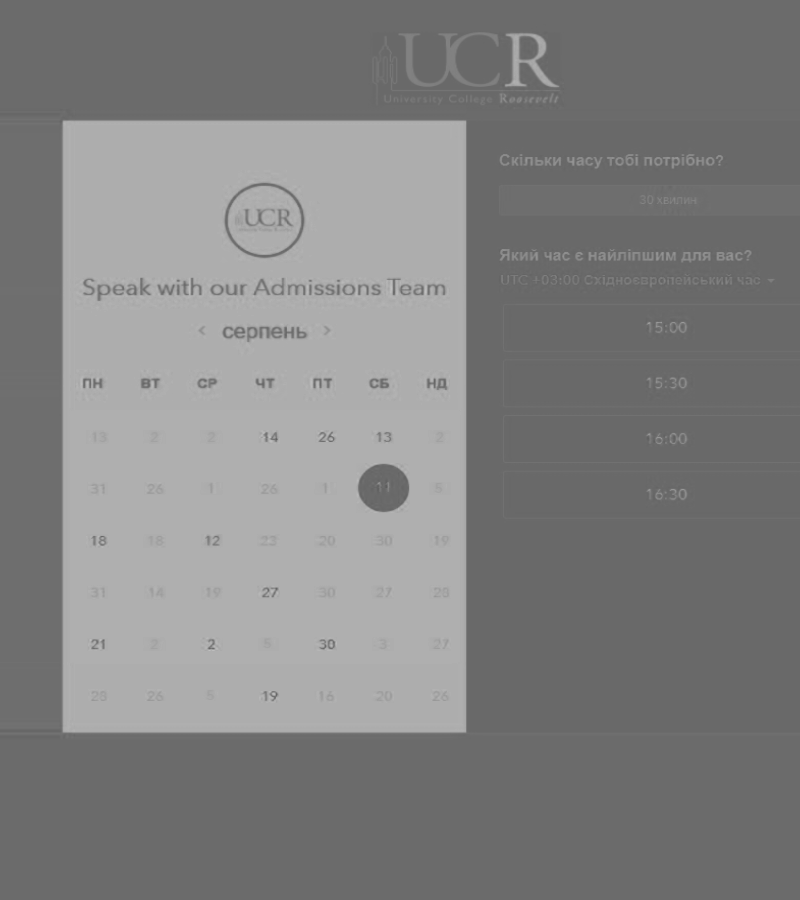 UCR
University College Roosevelt
UCR
Speak with our Admissions Team
< серпень >
ПН ВТ СР ЧТ ПТ СБ НД
13 2 2 14 26 13 2
31 26 1 26 1 11 5
18 18 12 23 20 30 19
31 14 19 27 30 27 28
21 2 2 5 30 3 27
28 26 5 19 16 20 26
Скільки часу тобі потрібно?
30 хвилин
Який час є найліпшим для вас?
UTC +03:00 Східноєвропейський час
15:00
15:30
16:00
16:30